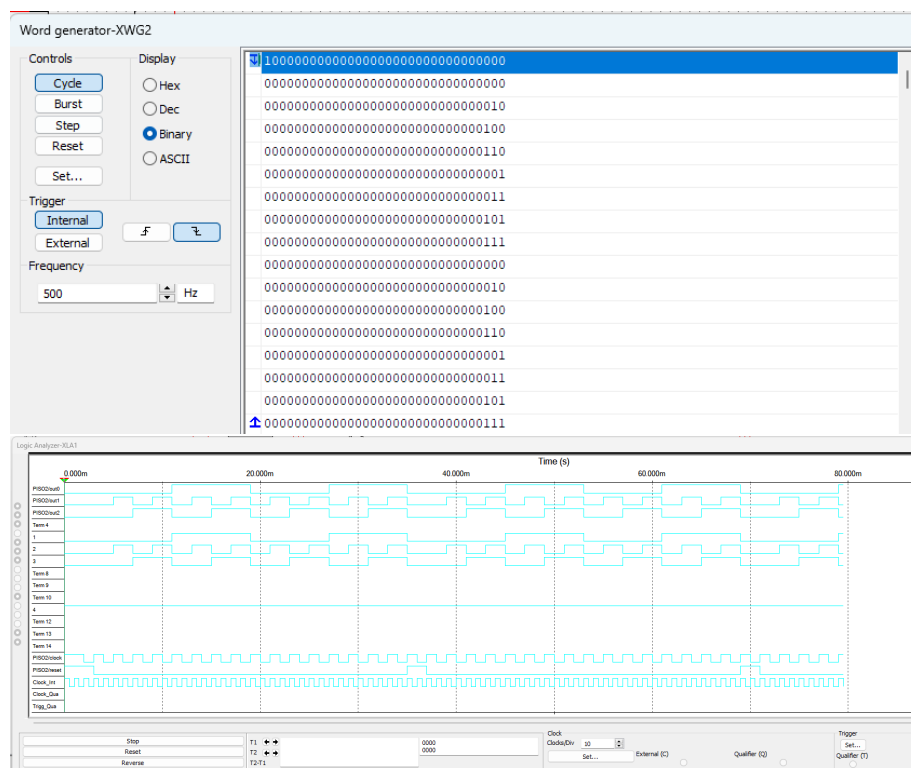 Word generator-XWG2
Controls
Display
Cycle
Burst
Step
Reset
Set...
Hex
Dec
Binary
ASCII
Trigger
Internal
External
Frequency
500 Hz
10000000000000000000000000000000
00000000000000000000000000000000
00000000000000000000000000000010
00000000000000000000000000000100
00000000000000000000000000000110
00000000000000000000000000000001
00000000000000000000000000000011
00000000000000000000000000000101
00000000000000000000000000000111
00000000000000000000000000000000
00000000000000000000000000000010
00000000000000000000000000000100
00000000000000000000000000000110
00000000000000000000000000000001
00000000000000000000000000000011
00000000000000000000000000000101
00000000000000000000000000000111
Logic Analyzer-XLA1
Time (s)
0.000m 20.000m 40.000m 60.000m 80.000m
PISO2/out0
PISO2/out1
PISO2/out2
Term 4
1
2
3
Term 8
Term 9
Term 10
4
Term 12
Term 13
Term 14
PISO2/clock
PISO2/reset
Clock_Int
Clock_Qua
Trigg_Qua
Stop
Reset
Reverse
T1
T2
T2-T1
0000
0000
Clock
Clocks/Div 10
Set...
External (C)
Qualifier (Q)
Trigger
Set...
Qualifier (T)